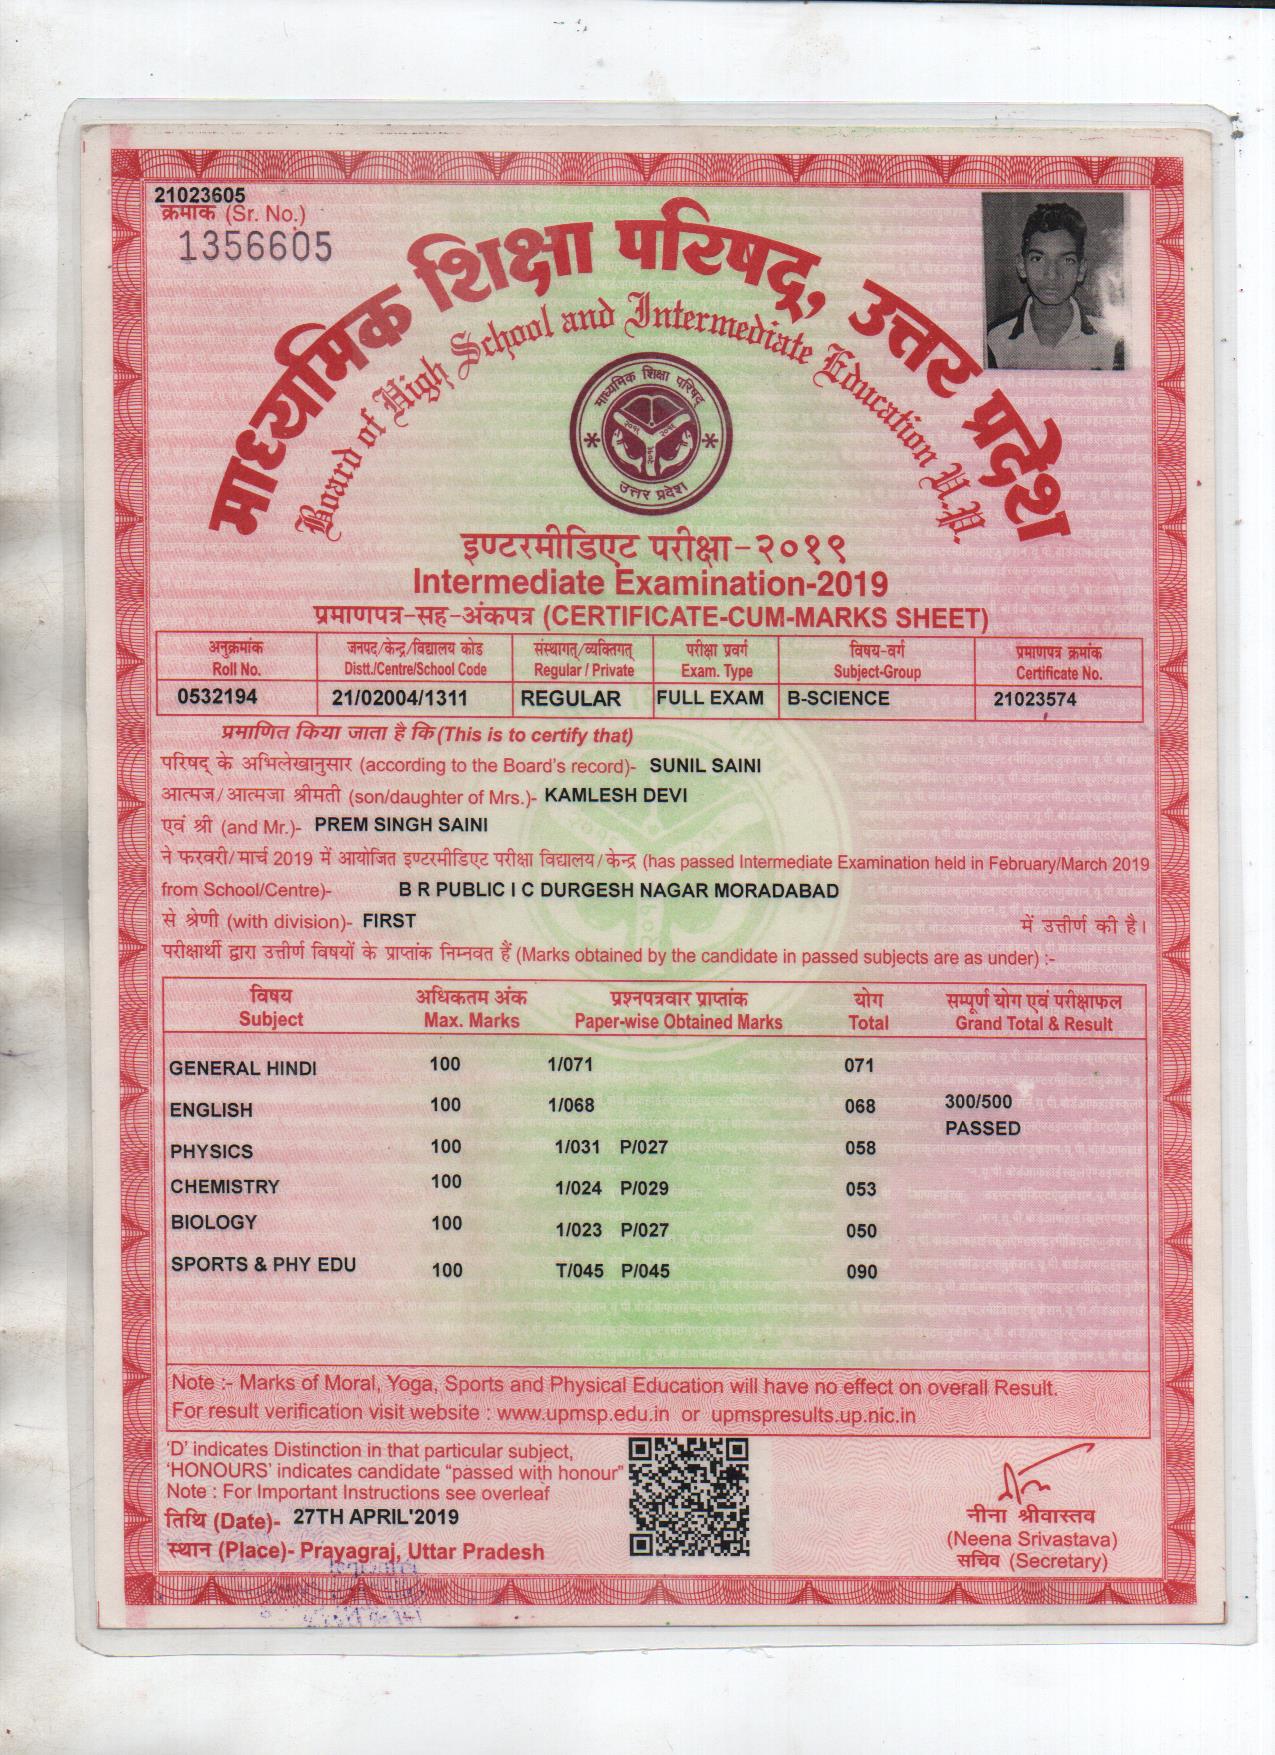 21023605
क्रमांक (Sr. No.)
1356605
माध्यमिक शिक्षा परिषद्, उत्तर प्रदेश
Board of High School and Intermediate Education U.P.
माध्यमिक शिक्षा परिषद्
उत्तर प्रदेश
इण्टरमीडिएट परीक्षा-२०१९
Intermediate Examination-2019
प्रमाणपत्र-सह-अंकपत्र (CERTIFICATE-CUM-MARKS SHEET)
अनुक्रमांक जनपद/केन्द्र/विद्यालय कोड संस्थागत/व्यक्तिगत् परीक्षा प्रवर्ग विषय-वर्ग प्रमाणपत्र क्रमांक
Roll No. Distt./Centre/School Code Regular / Private Exam. Type Subject-Group Certificate No.
0532194 21/02004/1311 REGULAR FULL EXAM B-SCIENCE 21023574
प्रमाणित किया जाता है कि (This is to certify that)
परिषद् के अभिलेखानुसार (according to the Board's record)- SUNIL SAINI
आत्मज/आत्मजा श्रीमती (son/daughter of Mrs.)- KAMLESH DEVI
एवं श्री (and Mr.)- PREM SINGH SAINI
ने फरवरी/मार्च 2019 में आयोजित इण्टरमीडिएट परीक्षा विद्यालय/केन्द्र (has passed Intermediate Examination held in February/March 2019
from School/Centre)- B R PUBLIC I C DURGESH NAGAR MORADABAD
से श्रेणी (with division)- FIRST में उत्तीर्ण की है।
परीक्षार्थी द्वारा उत्तीर्ण विषयों के प्राप्तांक निम्नवत हैं (Marks obtained by the candidate in passed subjects are as under) :-
विषय अधिकतम अंक प्रश्नपत्रवार प्राप्तांक योग सम्पूर्ण योग एवं परीक्षाफल
Subject Max. Marks Paper-wise Obtained Marks Total Grand Total & Result
GENERAL HINDI 100 1/071 071
ENGLISH 100 1/068 068 300/500
PASSED
PHYSICS 100 1/031 P/027 058
CHEMISTRY 100 1/024 P/029 053
BIOLOGY 100 1/023 P/027 050
SPORTS & PHY EDU 100 T/045 P/045 090
Note :- Marks of Moral, Yoga, Sports and Physical Education will have no effect on overall Result.
For result verification visit website : www.upmsp.edu.in or upmspresults.up.nic.in
'D' indicates Distinction in that particular subject,
'HONOURS' indicates candidate "passed with honour"
Note : For Important Instructions see overleaf
तिथि (Date)- 27TH APRIL'2019
स्थान (Place)- Prayagraj, Uttar Pradesh
नीना श्रीवास्तव
(Neena Srivastava)
सचिव (Secretary)